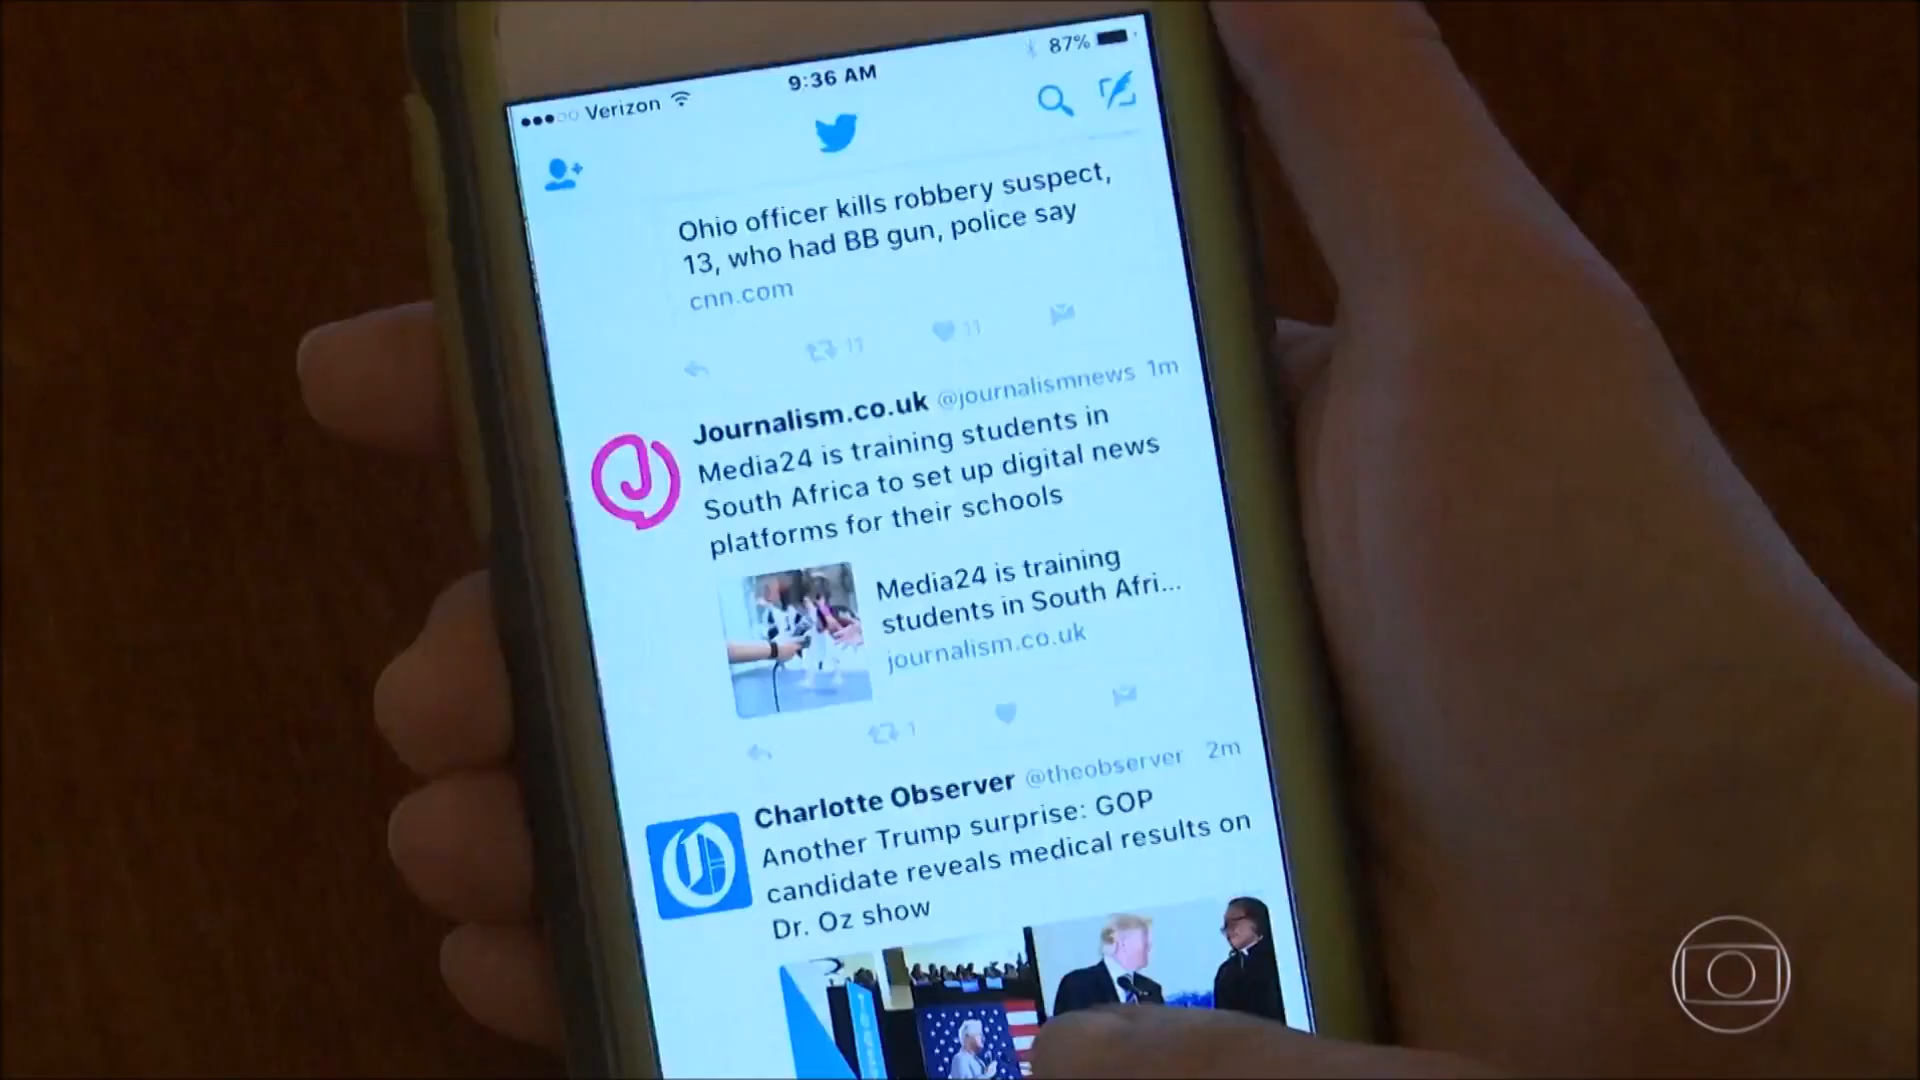 ●●●○○ Verizon
9:36 AM
87%
Ohio officer kills robbery suspect,
13, who had BB gun, police say
cnn.com
11
11
Journalism.co.uk @journalismnews 1m
Media24 is training students in
South Africa to set up digital news
platforms for their schools
Media24 is training
students in South Afri...
journalism.co.uk
1
Charlotte Observer @theobserver 2m
Another Trump surprise: GOP
candidate reveals medical results on
Dr. Oz show